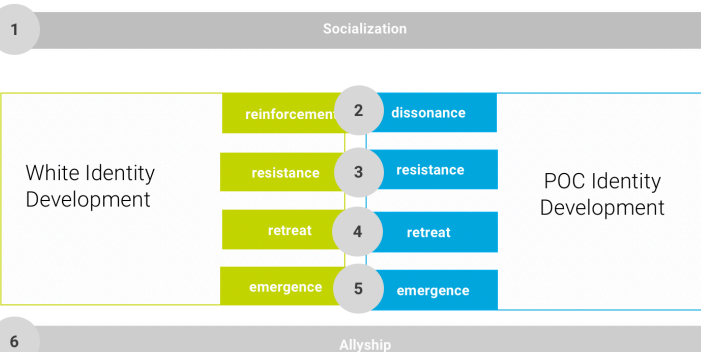 1
Socialization
reinforcement 2 dissonance
resistance 3 resistance
White Identity
Development
POC Identity
Development
retreat 4 retreat
emergence 5 emergence
6
Allyship